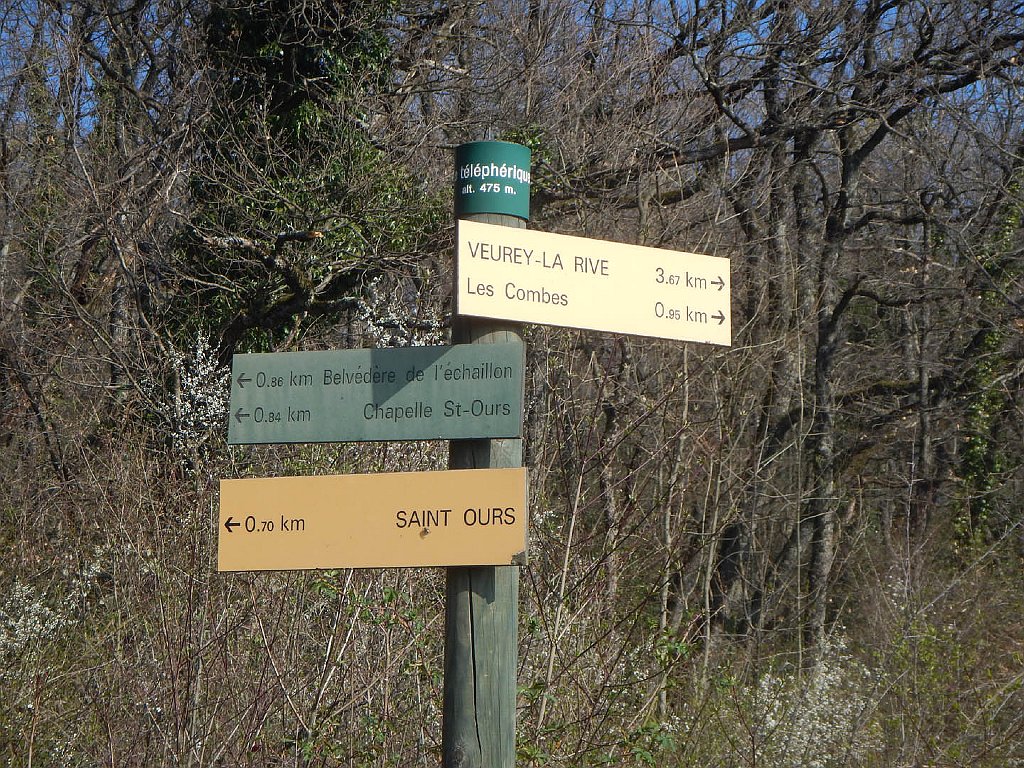 téléphérique
alt. 475 m.
VEUREY-LA RIVE 3.67 km →
Les Combes 0.95 km →
← 0.86 km Belvédère de l'échaillon
← 0.84 km Chapelle St-Ours
← 0.70 km SAINT OURS